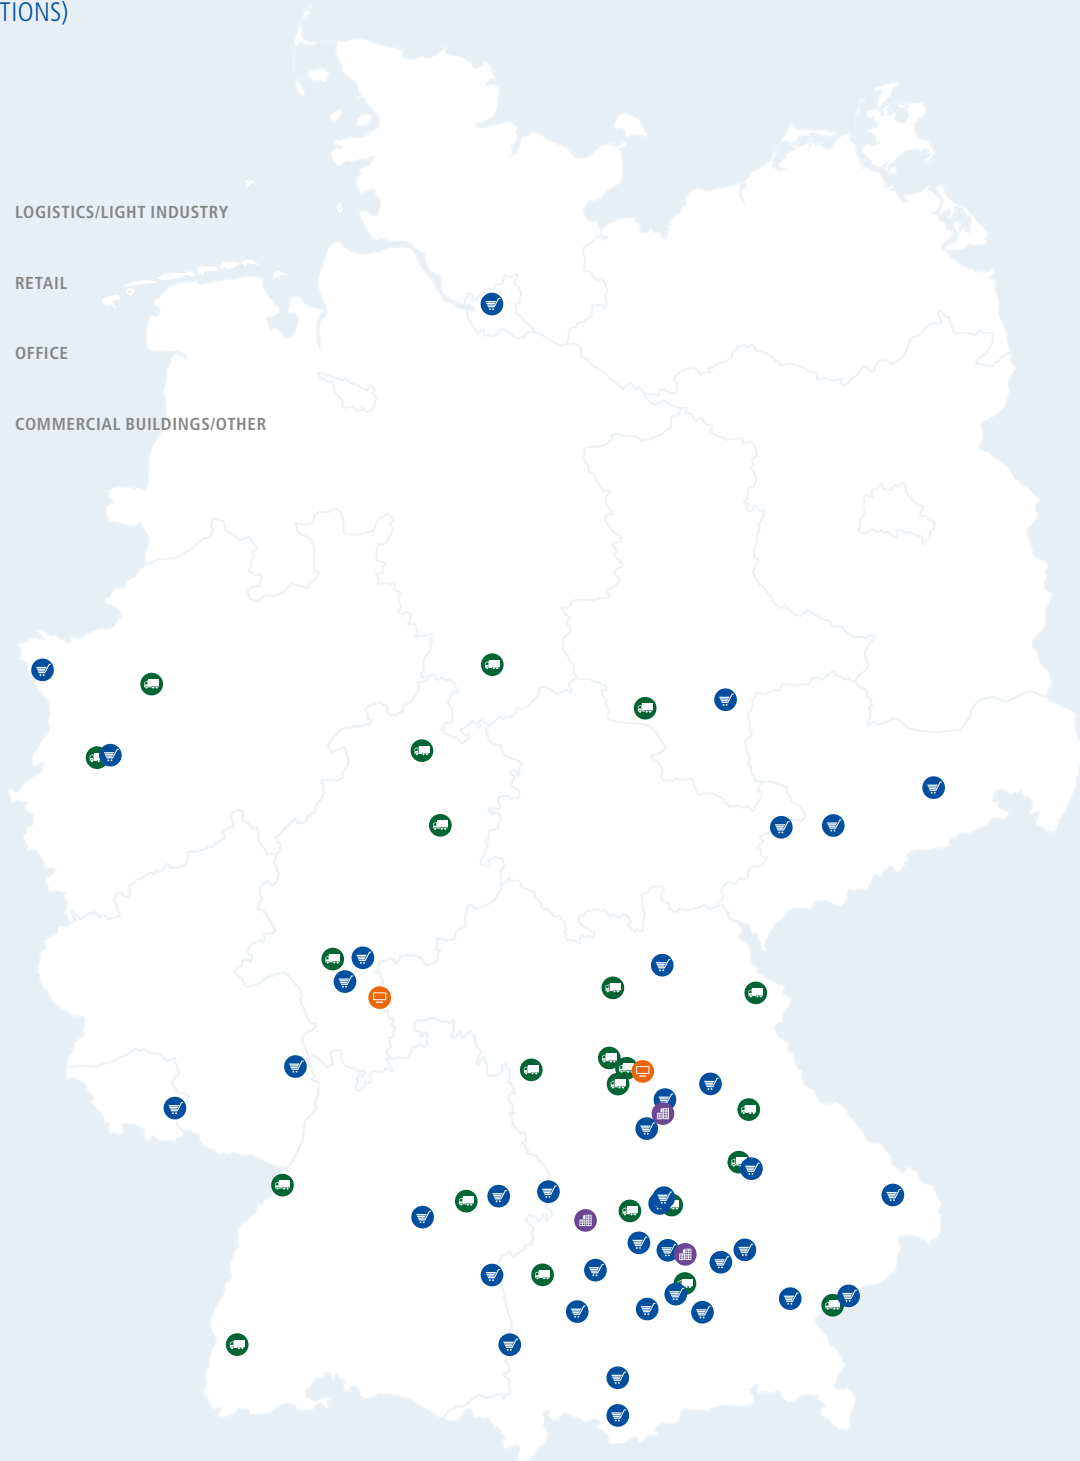 TIONS)
LOGISTICS/LIGHT INDUSTRY
RETAIL
OFFICE
COMMERCIAL BUILDINGS/OTHER